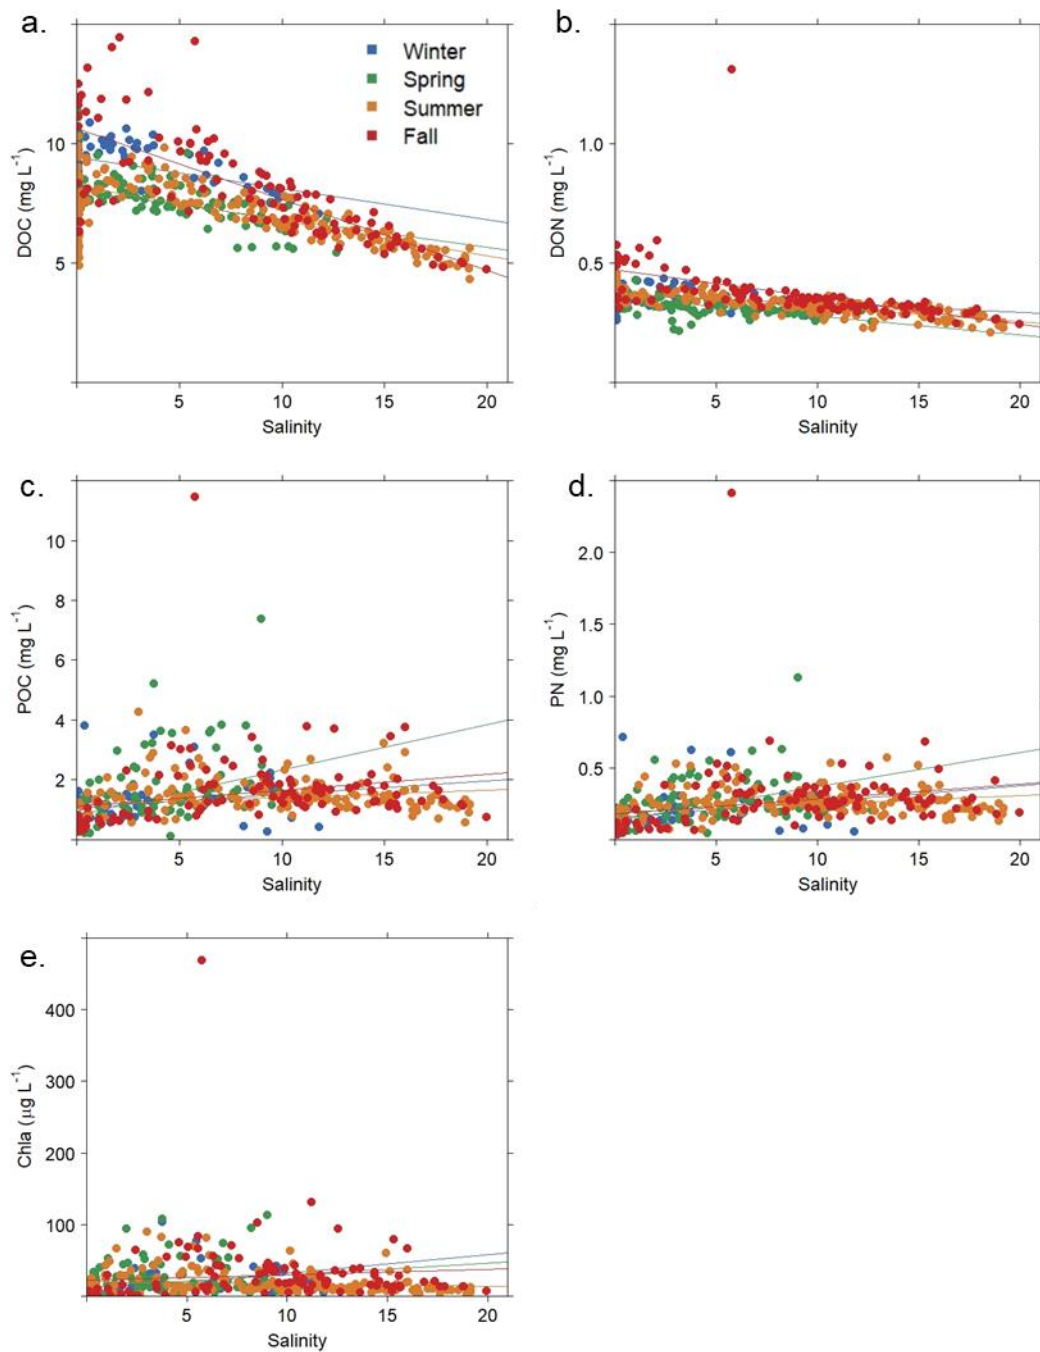 a.
Winter
Spring
Summer
Fall
10
5
DOC (mg L⁻¹)
5 10 15 20
Salinity
b.
1.0
0.5
DON (mg L⁻¹)
5 10 15 20
Salinity
c.
10
8
6
4
2
POC (mg L⁻¹)
5 10 15 20
Salinity
d.
2.0
1.5
1.0
0.5
PN (mg L⁻¹)
5 10 15 20
Salinity
e.
400
300
200
100
Chla (µg L⁻¹)
5 10 15 20
Salinity